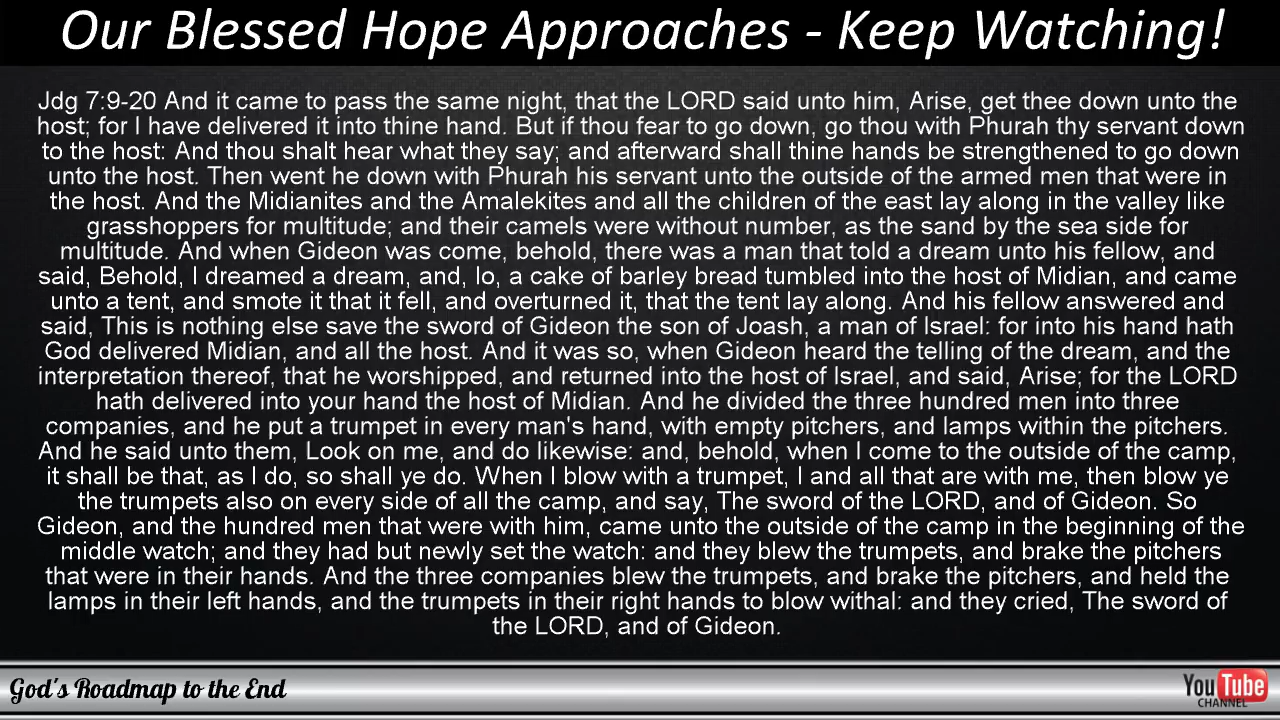 Our Blessed Hope Approaches - Keep Watching!
Jdg 7:9-20 And it came to pass the same night, that the LORD said unto him, Arise, get thee down unto the
host; for I have delivered it into thine hand. But if thou fear to go down, go thou with Phurah thy servant down
to the host: And thou shalt hear what they say; and afterward shall thine hands be strengthened to go down
unto the host. Then went he down with Phurah his servant unto the outside of the armed men that were in
the host. And the Midianites and the Amalekites and all the children of the east lay along in the valley like
grasshoppers for multitude; and their camels were without number, as the sand by the sea side for
multitude. And when Gideon was come, behold, there was a man that told a dream unto his fellow, and
said, Behold, I dreamed a dream, and, lo, a cake of barley bread tumbled into the host of Midian, and came
unto a tent, and smote it that it fell, and overturned it, that the tent lay along. And his fellow answered and
said, This is nothing else save the sword of Gideon the son of Joash, a man of Israel: for into his hand hath
God delivered Midian, and all the host. And it was so, when Gideon heard the telling of the dream, and the
interpretation thereof, that he worshipped, and returned into the host of Israel, and said, Arise; for the LORD
hath delivered into your hand the host of Midian. And he divided the three hundred men into three
companies, and he put a trumpet in every man's hand, with empty pitchers, and lamps within the pitchers.
And he said unto them, Look on me, and do likewise: and, behold, when I come to the outside of the camp,
it shall be that, as I do, so shall ye do. When I blow with a trumpet, I and all that are with me, then blow ye
the trumpets also on every side of all the camp, and say, The sword of the LORD, and of Gideon. So
Gideon, and the hundred men that were with him, came unto the outside of the camp in the beginning of the
middle watch; and they had but newly set the watch: and they blew the trumpets, and brake the pitchers
that were in their hands. And the three companies blew the trumpets, and brake the pitchers, and held the
lamps in their left hands, and the trumpets in their right hands to blow withal: and they cried, The sword of
the LORD, and of Gideon.
God's Roadmap to the End
YouTube
CHANNEL